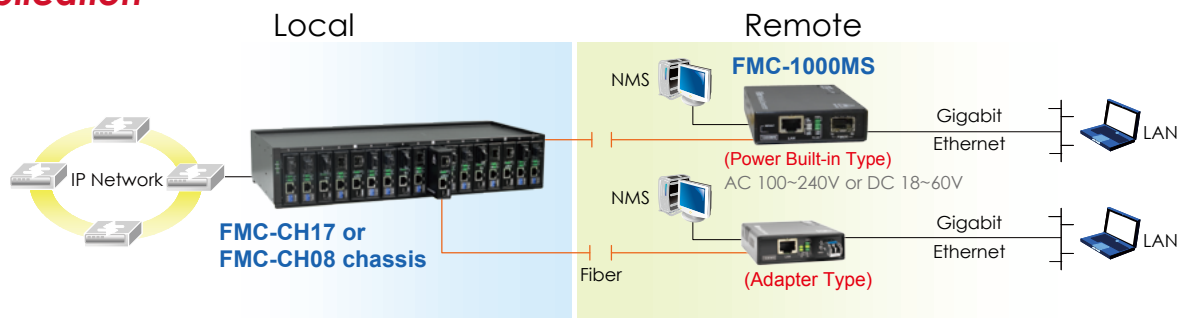 Local
Remote
NMS
FMC-1000MS
Gigabit
Ethernet
LAN
(Power Built-in Type)
AC 100~240V or DC 18~60V
IP Network
NMS
FMC-CH17 or
FMC-CH08 chassis
Gigabit
Ethernet
LAN
Fiber
(Adapter Type)